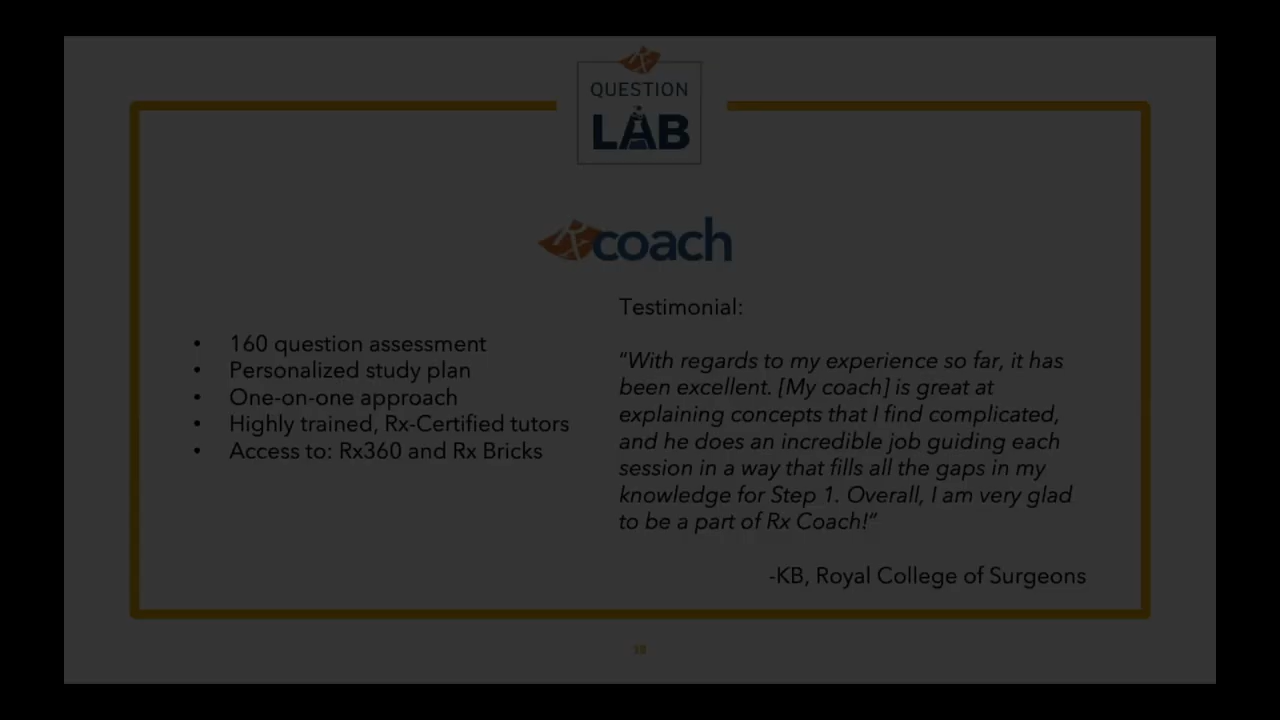 QUESTION
LAB
Rx coach
• 160 question assessment
• Personalized study plan
• One-on-one approach
• Highly trained, Rx-Certified tutors
• Access to: Rx360 and Rx Bricks
Testimonial:
“With regards to my experience so far, it has
been excellent. [My coach] is great at
explaining concepts that I find complicated,
and he does an incredible job guiding each
session in a way that fills all the gaps in my
knowledge for Step 1. Overall, I am very glad
to be a part of Rx Coach!”
-KB, Royal College of Surgeons